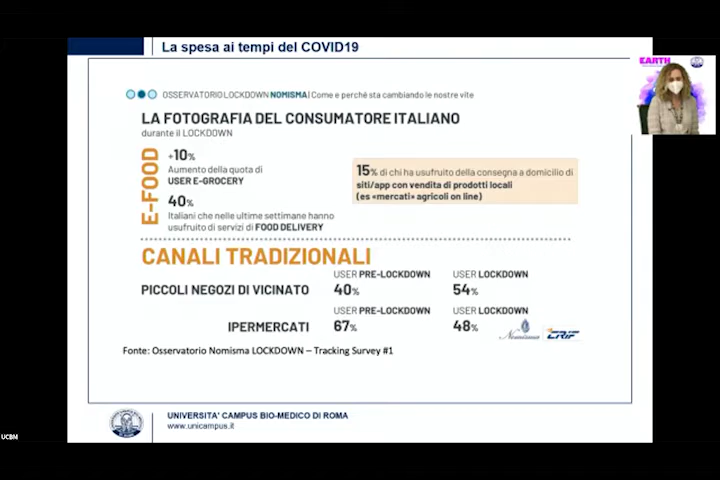 La spesa ai tempi del COVID19
EARTH
OSSERVATORIO LOCKDOWN NOMISMA | Come e perché sta cambiando le nostre vite
LA FOTOGRAFIA DEL CONSUMATORE ITALIANO
durante il LOCKDOWN
E-FOOD
+10%
Aumento della quota di
USER E-GROCERY
40%
Italiani che nelle ultime settimane hanno
usufruito di servizi di FOOD DELIVERY
15% di chi ha usufruito della consegna a domicilio di
siti/app con vendita di prodotti locali
(es «mercati» agricoli on line)
CANALI TRADIZIONALI
USER PRE-LOCKDOWN USER LOCKDOWN
PICCOLI NEGOZI DI VICINATO 40% 54%
USER PRE-LOCKDOWN USER LOCKDOWN
IPERMERCATI 67% 48%
Nomisma CRIF
Fonte: Osservatorio Nomisma LOCKDOWN – Tracking Survey #1
UNIVERSITA' CAMPUS BIO-MEDICO DI ROMA
www.unicampus.it
UCBM